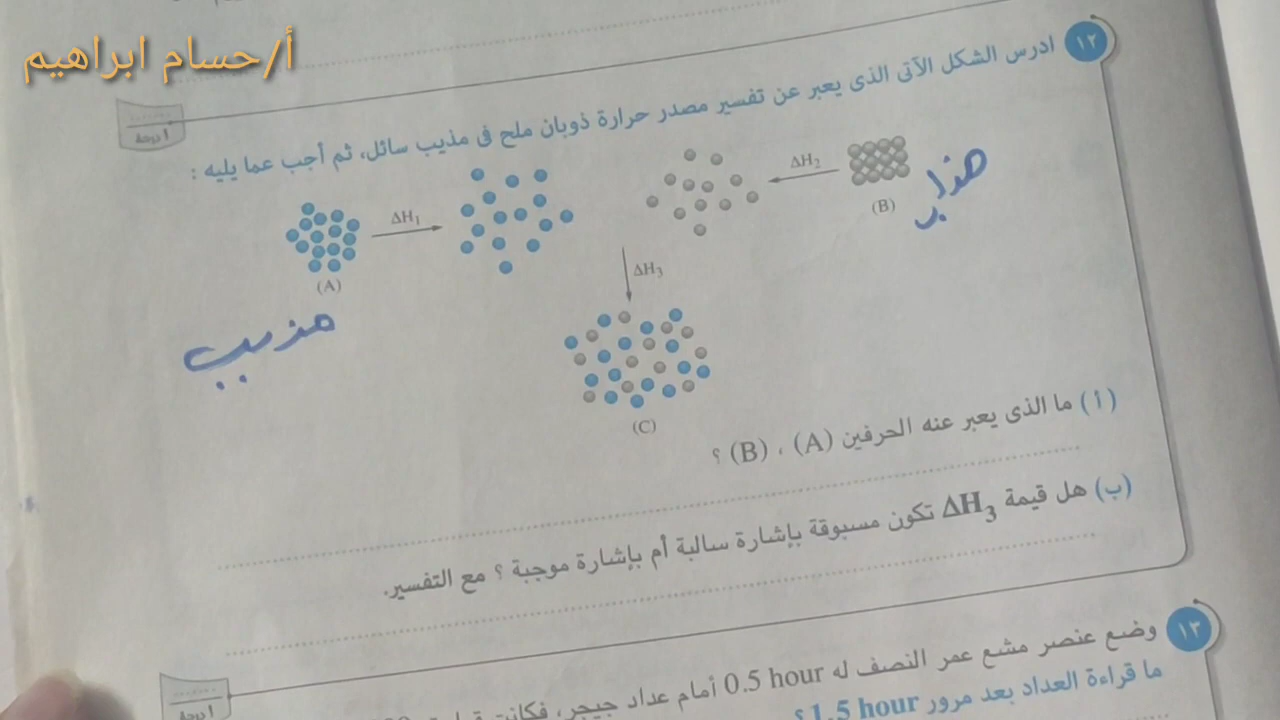 أ/حسام ابراهيم
١٢ ادرس الشكل الآتى الذى يعبر عن تفسير مصدر حرارة ذوبان ملح فى مذيب سائل، ثم أجب عما يليه :
١ درجة
ΔH₁
ΔH₂
(A)
(B)
مذاب
مذيب
ΔH₃
(C)
(أ) ما الذى يعبر عنه الحرفين (A) ، (B) ؟
(ب) هل قيمة ΔH₃ تكون مسبوقة بإشارة سالبة أم بإشارة موجبة ؟ مع التفسير.
١٣ وضع عنصر مشع عمر النصف له 0.5 hour أمام عداد جيجر، فكانت
١ درجة
ما قراءة العداد بعد مرور 1.5 hour ؟